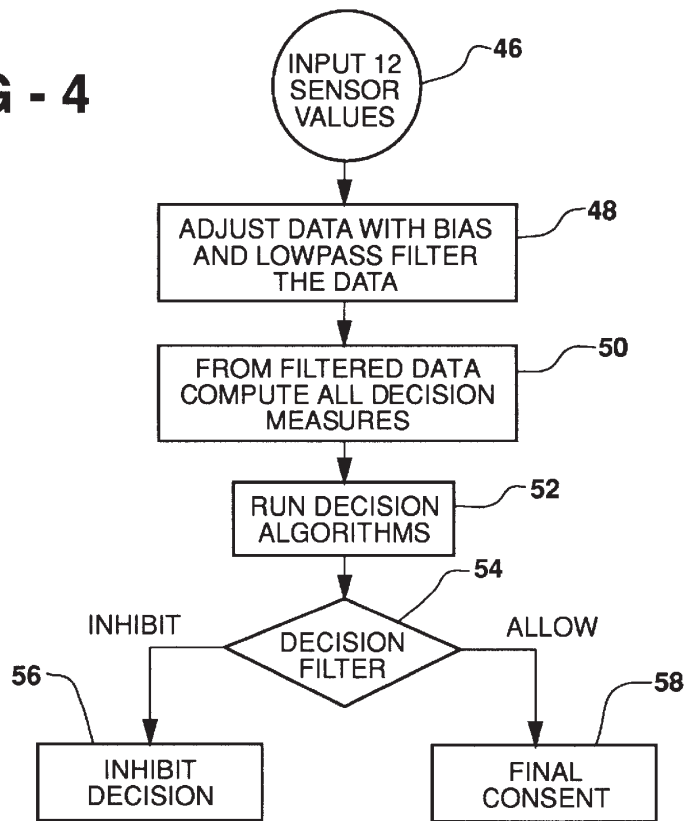 G - 4
INPUT 12
SENSOR
VALUES
46
ADJUST DATA WITH BIAS
AND LOWPASS FILTER
THE DATA
48
FROM FILTERED DATA
COMPUTE ALL DECISION
MEASURES
50
RUN DECISION
ALGORITHMS
52
54
INHIBIT
DECISION
FILTER
ALLOW
56
INHIBIT
DECISION
58
FINAL
CONSENT